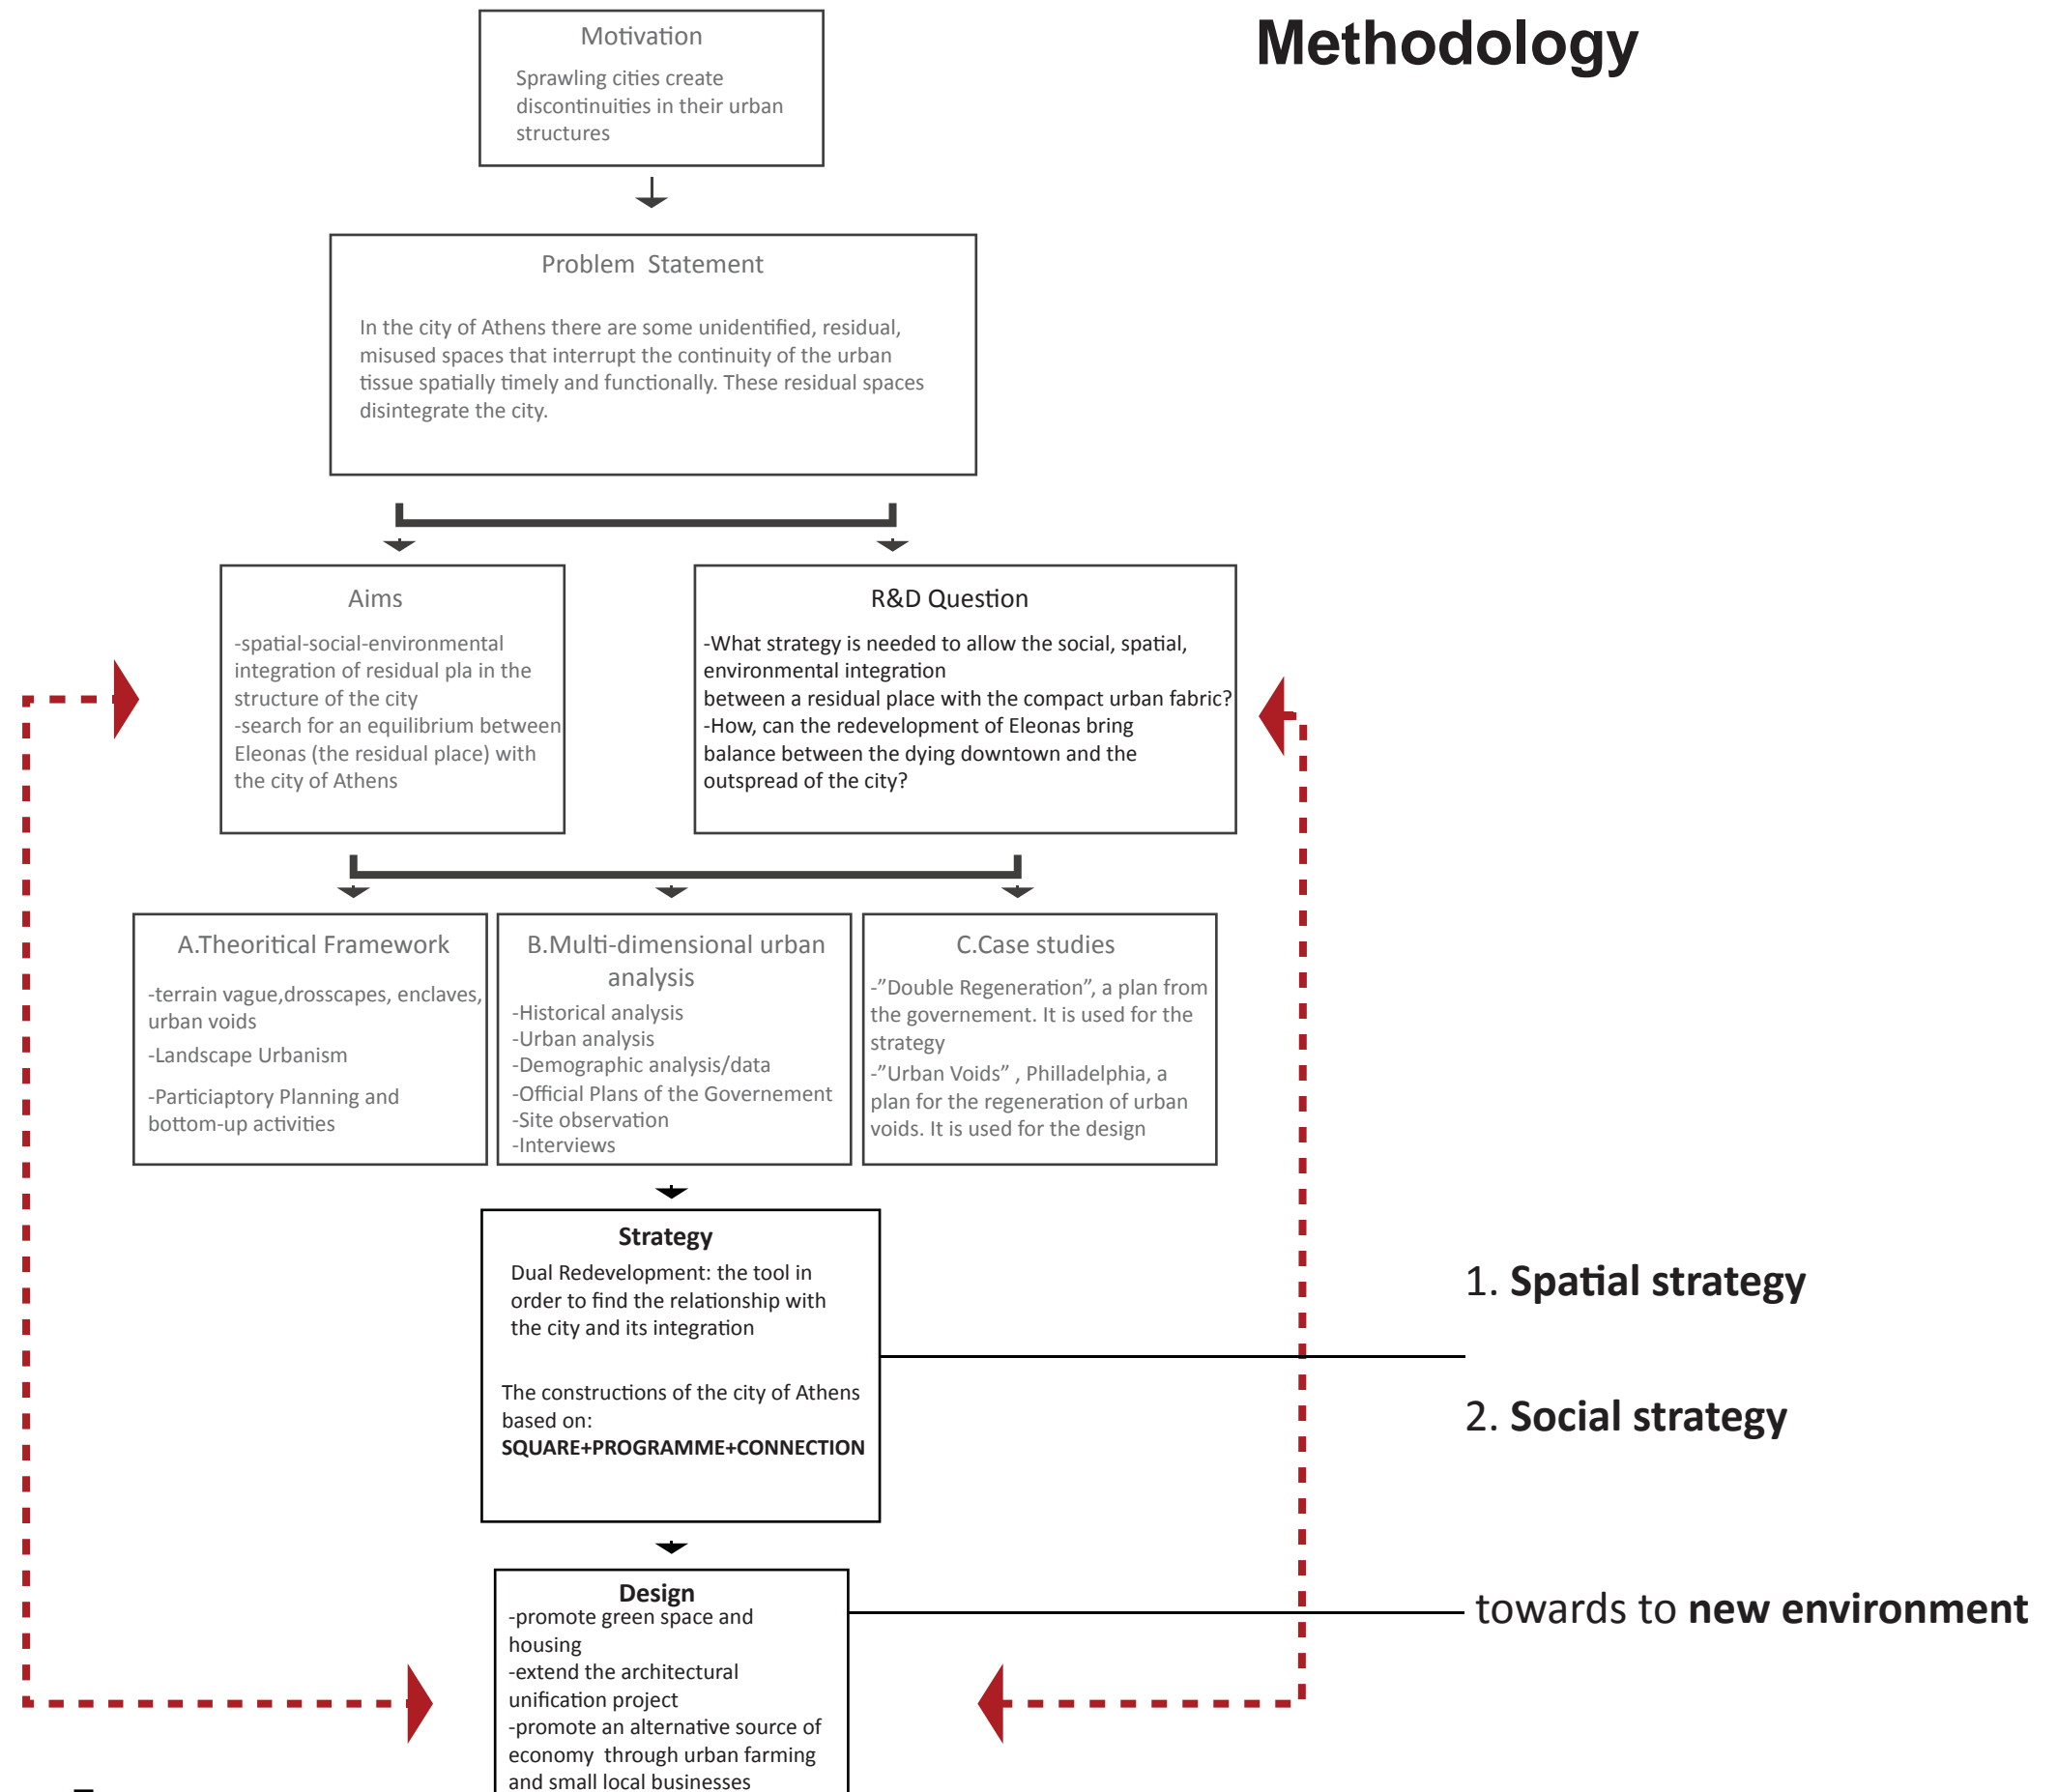 Methodology
Motivation
Sprawling cities create
discontinuities in their urban
structures
Problem Statement
In the city of Athens there are some unidentified, residual,
misused spaces that interrupt the continuity of the urban
tissue spatially timely and functionally. These residual spaces
disintegrate the city.
Aims
-spatial-social-environmental
integration of residual pla in the
structure of the city
-search for an equilibrium between
Eleonas (the residual place) with
the city of Athens
R&D Question
-What strategy is needed to allow the social, spatial,
environmental integration
between a residual place with the compact urban fabric?
-How, can the redevelopment of Eleonas bring
balance between the dying downtown and the
outspread of the city?
A.Theoritical Framework
-terrain vague,drosscapes, enclaves,
urban voids
-Landscape Urbanism
-Particiaptory Planning and
bottom-up activities
B.Multi-dimensional urban
analysis
-Historical analysis
-Urban analysis
-Demographic analysis/data
-Official Plans of the Governement
-Site observation
-Interviews
C.Case studies
-”Double Regeneration”, a plan from
the governement. It is used for the
strategy
-”Urban Voids” , Philladelphia, a
plan for the regeneration of urban
voids. It is used for the design
Strategy
Dual Redevelopment: the tool in
order to find the relationship with
the city and its integration
The constructions of the city of Athens
based on:
SQUARE+PROGRAMME+CONNECTION
1. Spatial strategy
2. Social strategy
Design
-promote green space and
housing
-extend the architectural
unification project
-promote an alternative source of
economy through urban farming
and small local businesses
towards to new environment